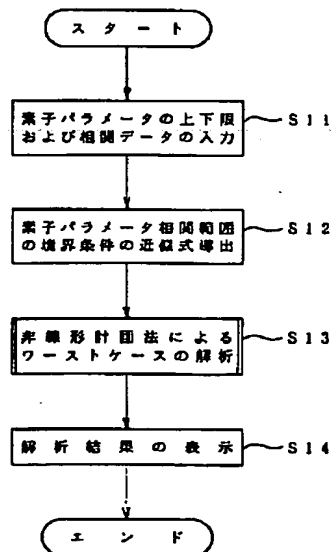 スタート
素子パラメータの上下限
および相関データの入力
S11
素子パラメータ相関範囲
の境界条件の近似式導出
S12
非線形計画法による
ワーストケースの解析
S13
解析結果の表示
S14
エンド